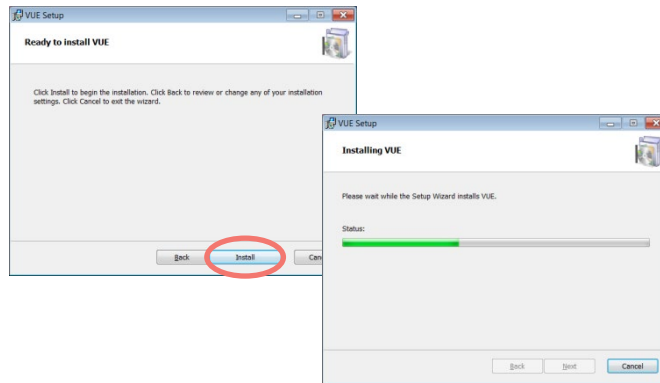 VUE Setup
Ready to install VUE
Click Install to begin the installation. Click Back to review or change any of your installation
settings. Click Cancel to exit the wizard.
Back
Install
Can
VUE Setup
Installing VUE
Please wait while the Setup Wizard installs VUE.
Status:
Back
Next
Cancel